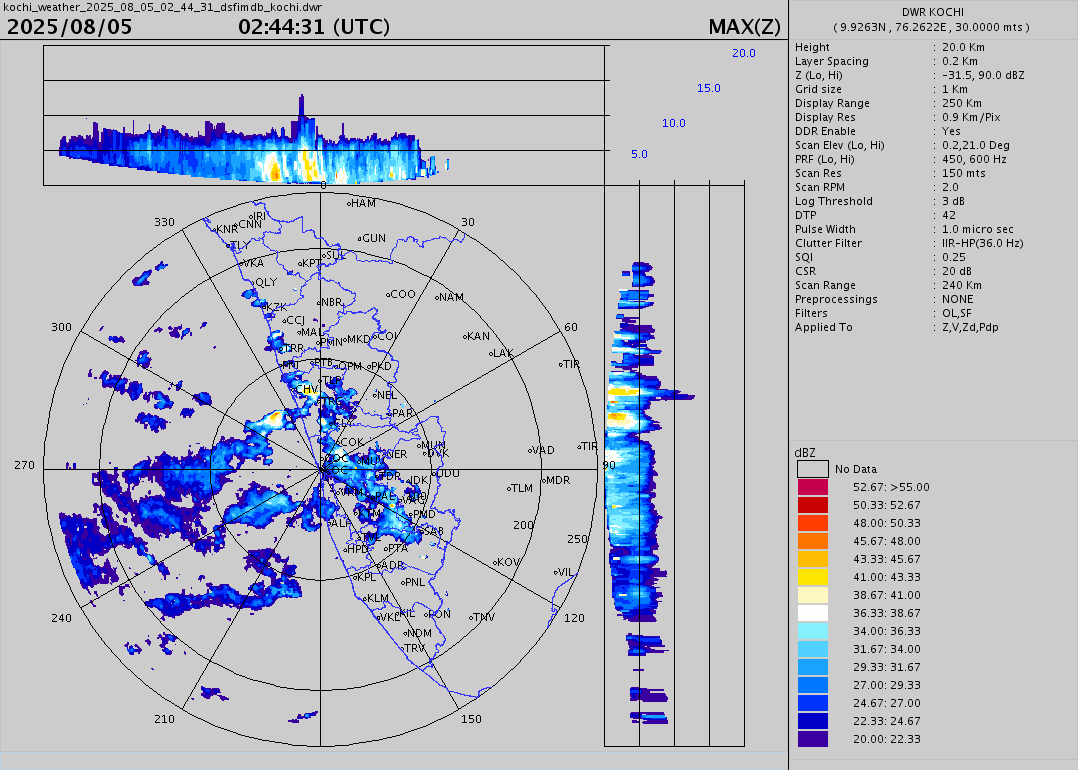 kochi_weather_2025_08_05_02_44_31_dsfimdb_kochi.dwr
2025/08/05 02:44:31 (UTC) MAX(Z)
DWR KOCHI
( 9.9263N , 76.2622E , 30.0000 mts )
Height : 20.0 Km
Layer Spacing : 0.2 Km
Z (Lo, Hi) : -31.5, 90.0 dBZ
Grid size : 1 Km
Display Range : 250 Km
Display Res : 0.9 Km/Pix
DDR Enable : Yes
Scan Elev (Lo, Hi) : 0.2,21.0 Deg
PRF (Lo, Hi) : 450, 600 Hz
Scan Res : 150 mts
Scan RPM : 2.0
Log Threshold : 3 dB
DTP : 42
Pulse Width : 1.0 micro sec
Clutter Filter : IIR-HP(36.0 Hz)
SQI : 0.25
CSR : 20 dB
Scan Range : 240 Km
Preprocessings : NONE
Filters : OL,SF
Applied To : Z,V,Zd,Pdp
20.0
15.0
10.0
5.0
0
30
60
90
120
150
200
250
210
240
270
300
330
HAM
IRI
CNN
KNR
TLY
GUN
VKA
KPT
SUL
QLY
NBR
COO
NAM
KZK
CCJ
MAL
PMN
MKD
COI
KAN
LAK
TRR
PNI
PTB
OPM
PKD
TIR
CHV
TLP
NEL
PAR
COK
MUN
DVK
NER
VAD
TIR
UDU
IDK
MDR
TLM
PAE
VAG
ALP
KTM
PMD
SAB
HPD
PTA
ADR
KOV
VIL
KPL
PNL
KLM
VKL
KIL
PON
TNV
NDM
TRV
dBZ
No Data
52.67: >55.00
50.33: 52.67
48.00: 50.33
45.67: 48.00
43.33: 45.67
41.00: 43.33
38.67: 41.00
36.33: 38.67
34.00: 36.33
31.67: 34.00
29.33: 31.67
27.00: 29.33
24.67: 27.00
22.33: 24.67
20.00: 22.33